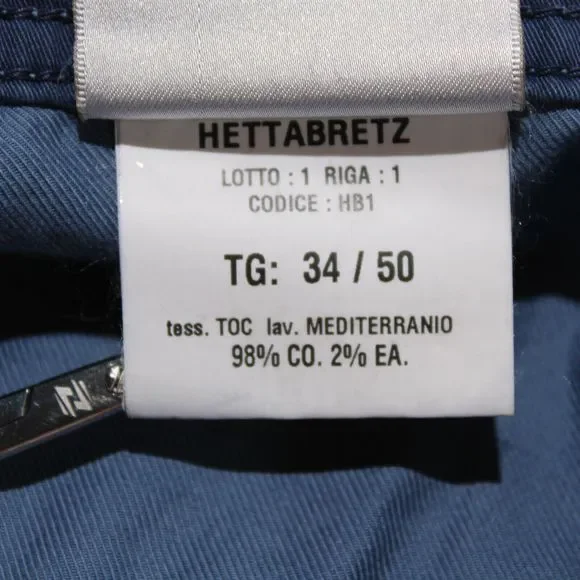 HETTABRETZ
LOTTO : 1 RIGA : 1
CODICE : HB1
TG: 34 / 50
tess. TOC lav. MEDITERRANIO
98% CO. 2% EA.